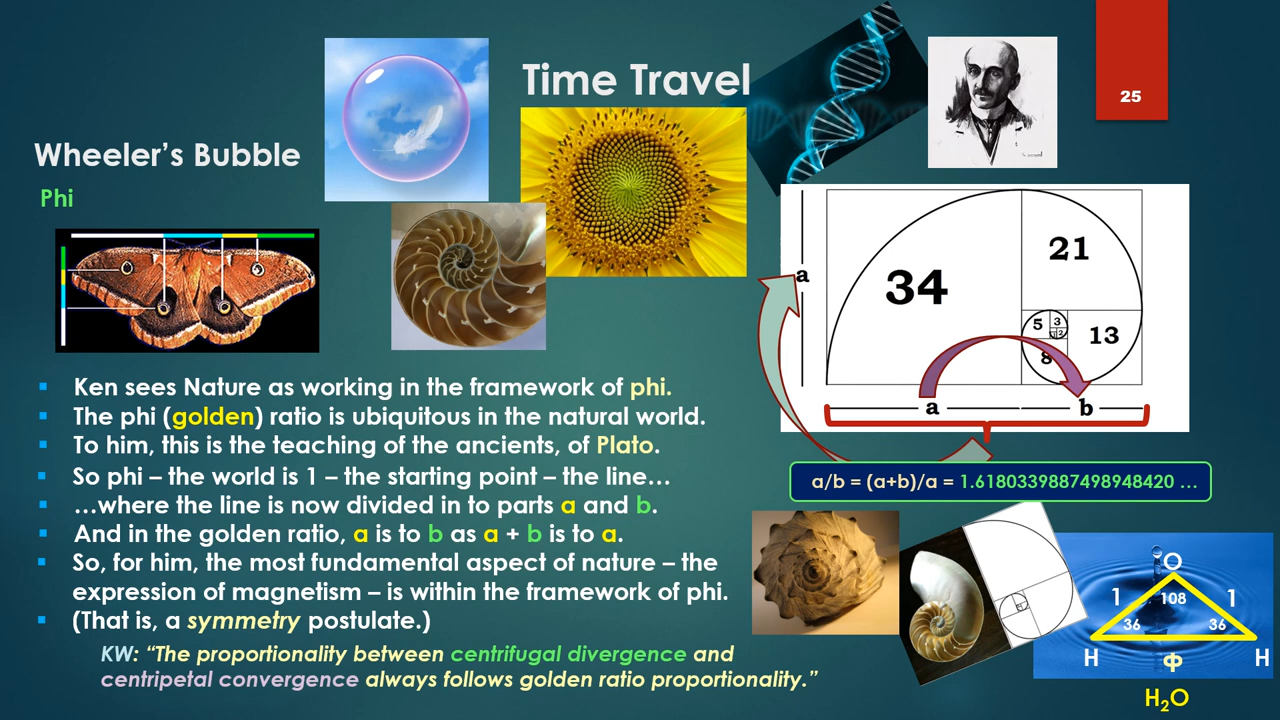 Time Travel
25
Wheeler's Bubble
Phi
Ken sees Nature as working in the framework of phi.
The phi (golden) ratio is ubiquitous in the natural world.
To him, this is the teaching of the ancients, of Plato.
So phi – the world is 1 – the starting point – the line…
…where the line is now divided in to parts a and b.
And in the golden ratio, a is to b as a + b is to a.
So, for him, the most fundamental aspect of nature – the
expression of magnetism – is within the framework of phi.
(That is, a symmetry postulate.)
KW: “The proportionality between centrifugal divergence and
centripetal convergence always follows golden ratio proportionality.”
a
34
21
5
3
2
13
8
a
b
a/b = (a+b)/a = 1.6180339887498948420 …
O
1
108
1
36
36
H
Φ
H
H₂O